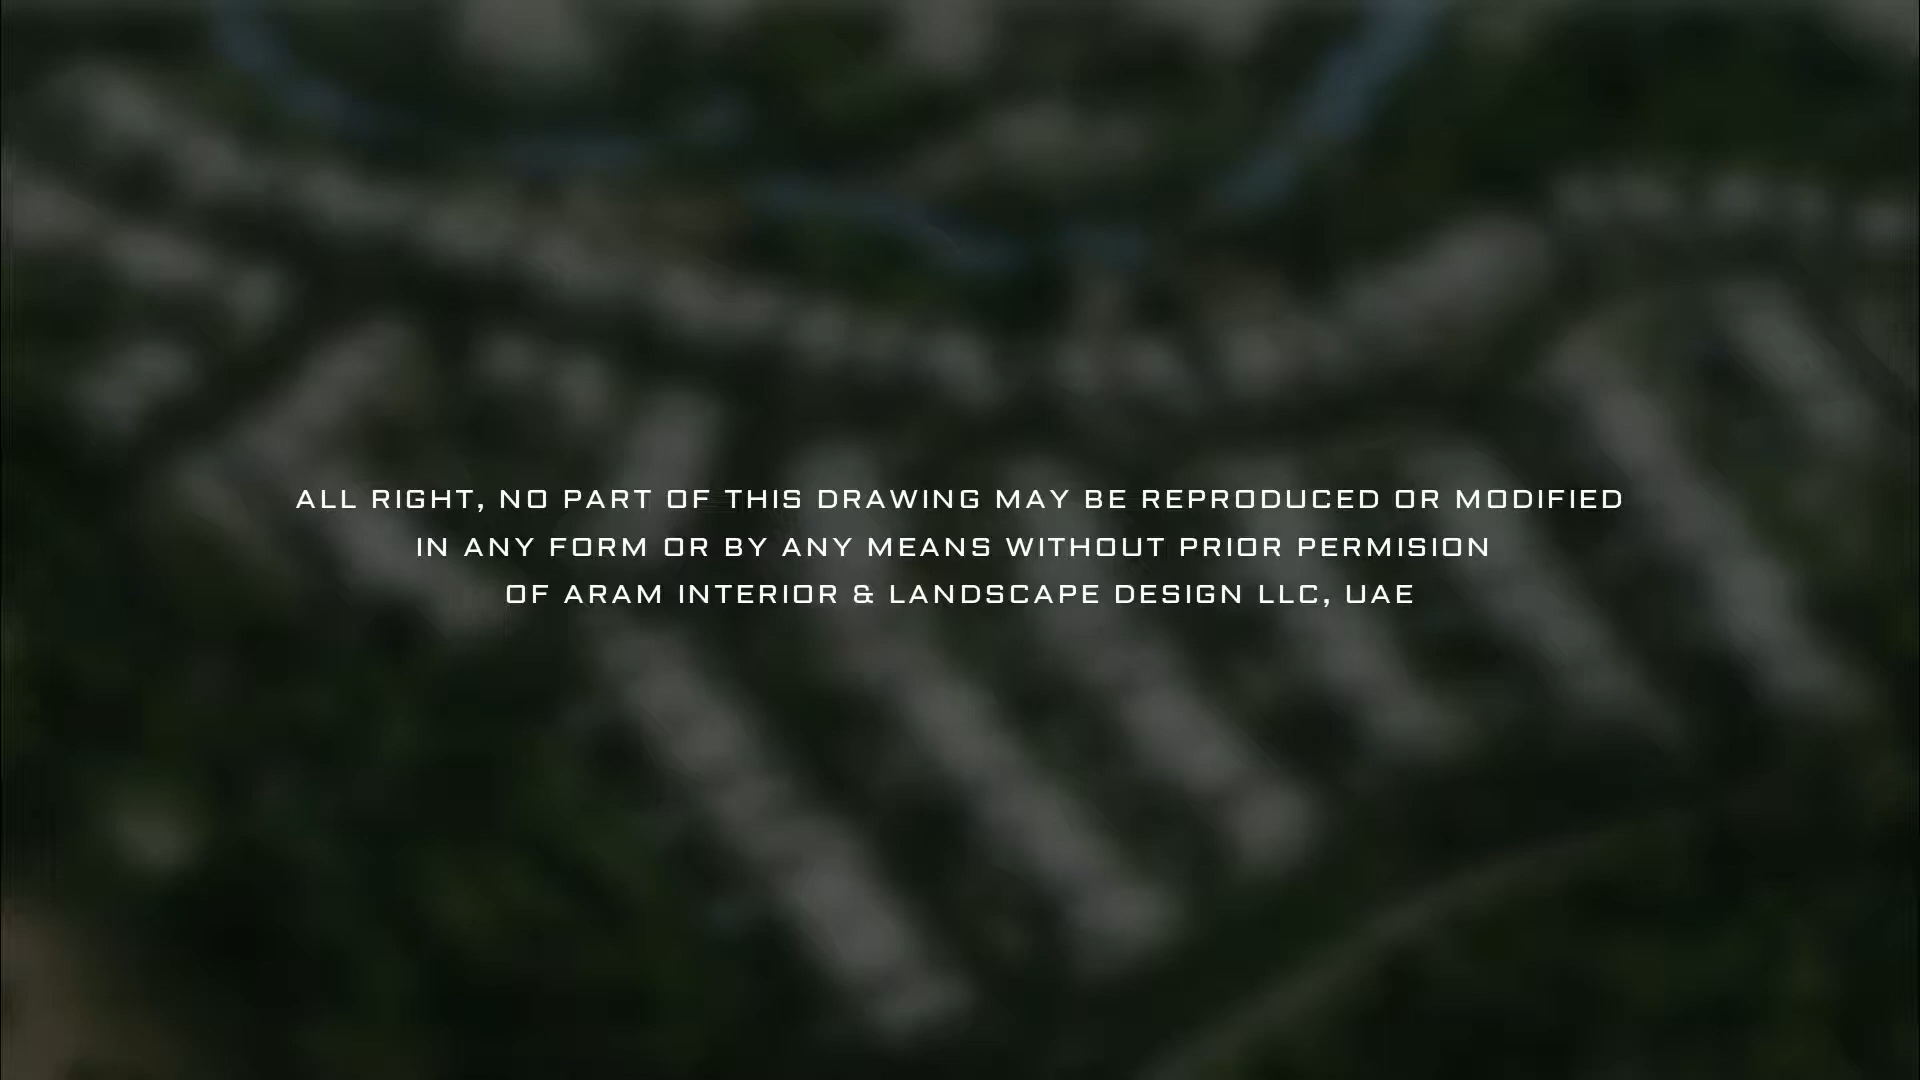 ALL RIGHT, NO PART OF THIS DRAWING MAY BE REPRODUCED OR MODIFIED
IN ANY FORM OR BY ANY MEANS WITHOUT PRIOR PERMISION
OF ARAM INTERIOR & LANDSCAPE DESIGN LLC, UAE